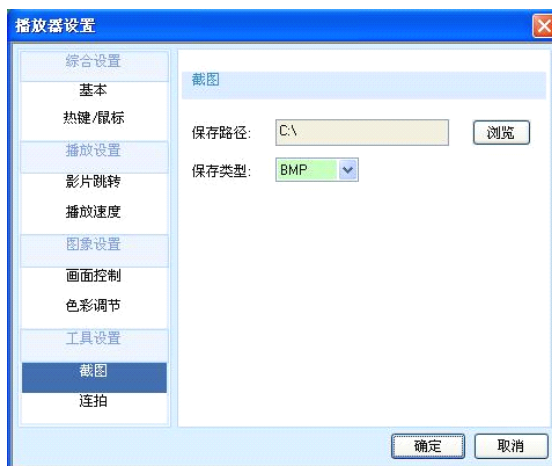 播放器设置
综合设置
基本
热键/鼠标
播放设置
影片跳转
播放速度
图象设置
画面控制
色彩调节
工具设置
截图
连拍
截图
保存路径: C:\ 浏览
保存类型: BMP
确定 取消